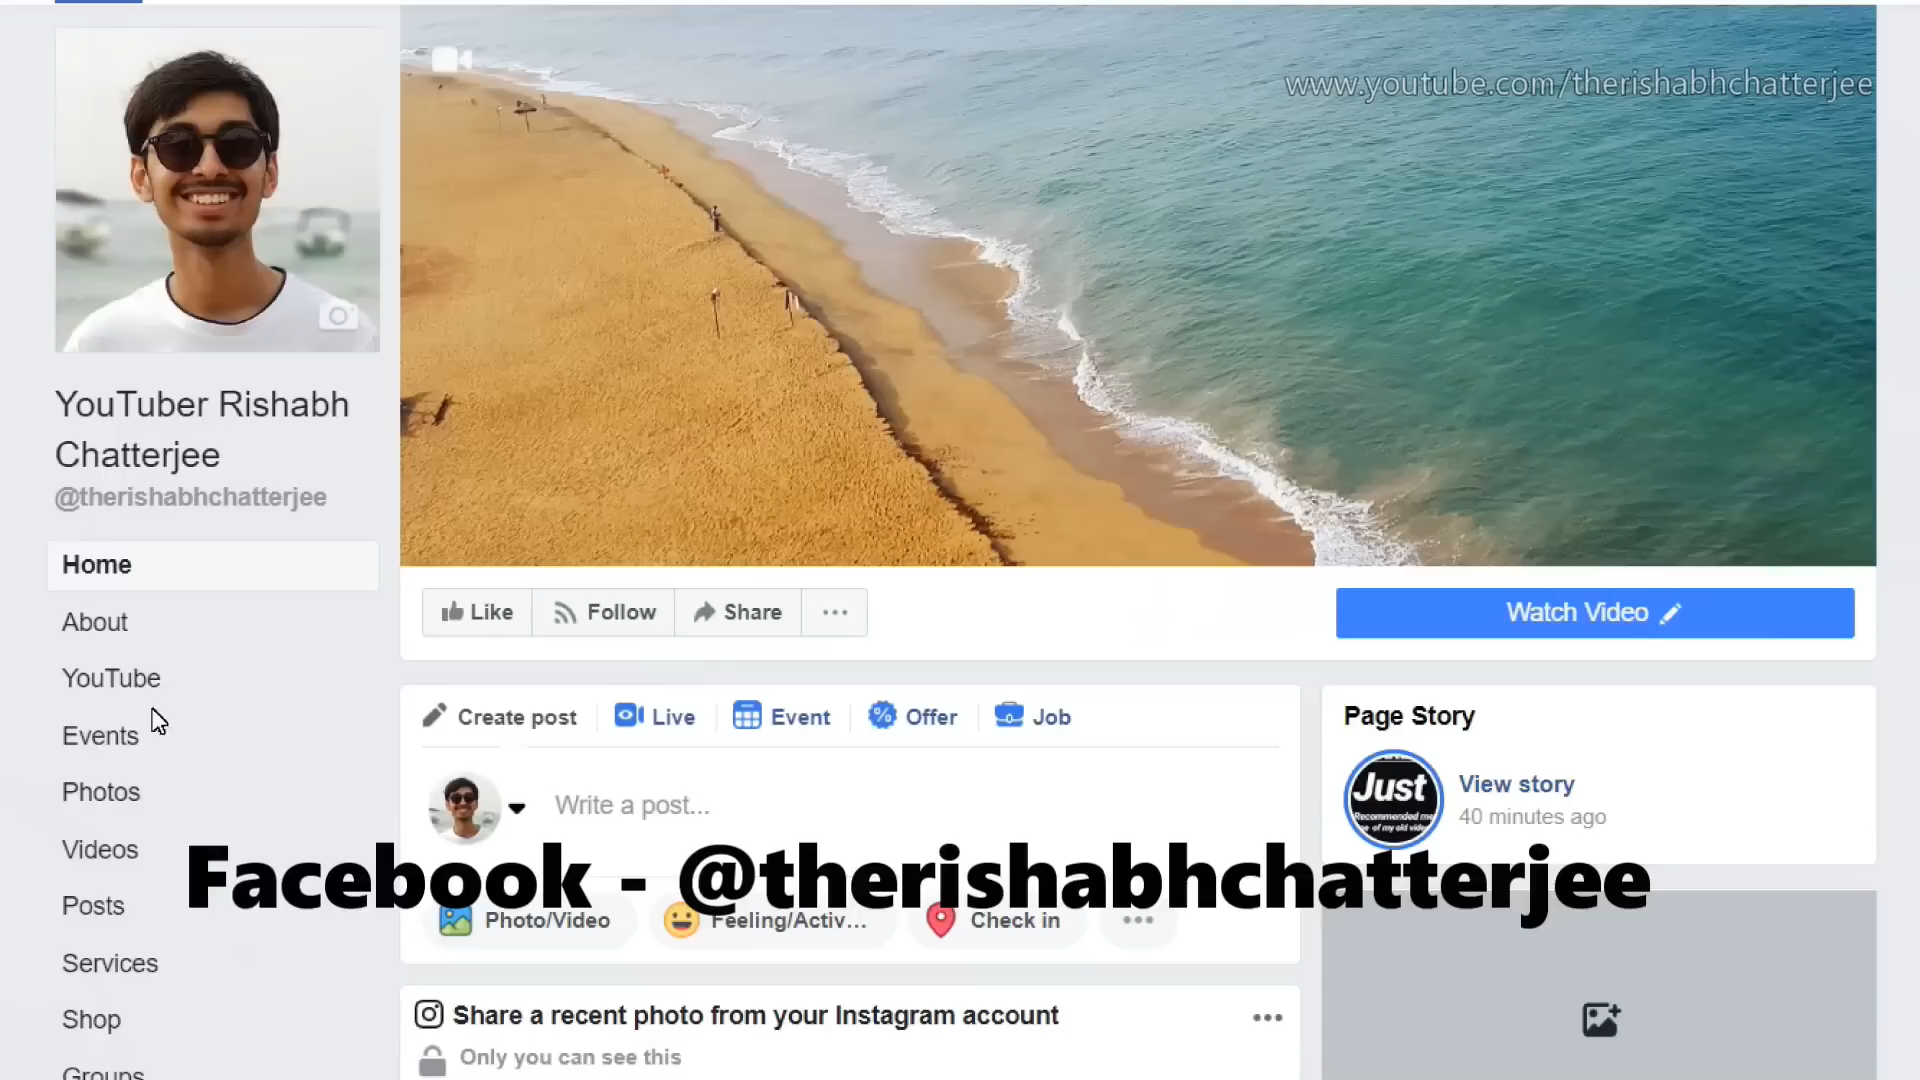 www.youtube.com/therishabhchatterjee
YouTuber Rishabh
Chatterjee
@therishabhchatterjee
Home
About
YouTube
Events
Photos
Videos
Posts
Services
Shop
Groups
Like
Follow
Share
Watch Video
Create post
Live
Event
Offer
Job
Write a post...
Photo/Video
Feeling/Activ...
Check in
Page Story
Just
Recommended me
View story
40 minutes ago
Facebook - @therishabhchatterjee
Share a recent photo from your Instagram account
Only you can see this